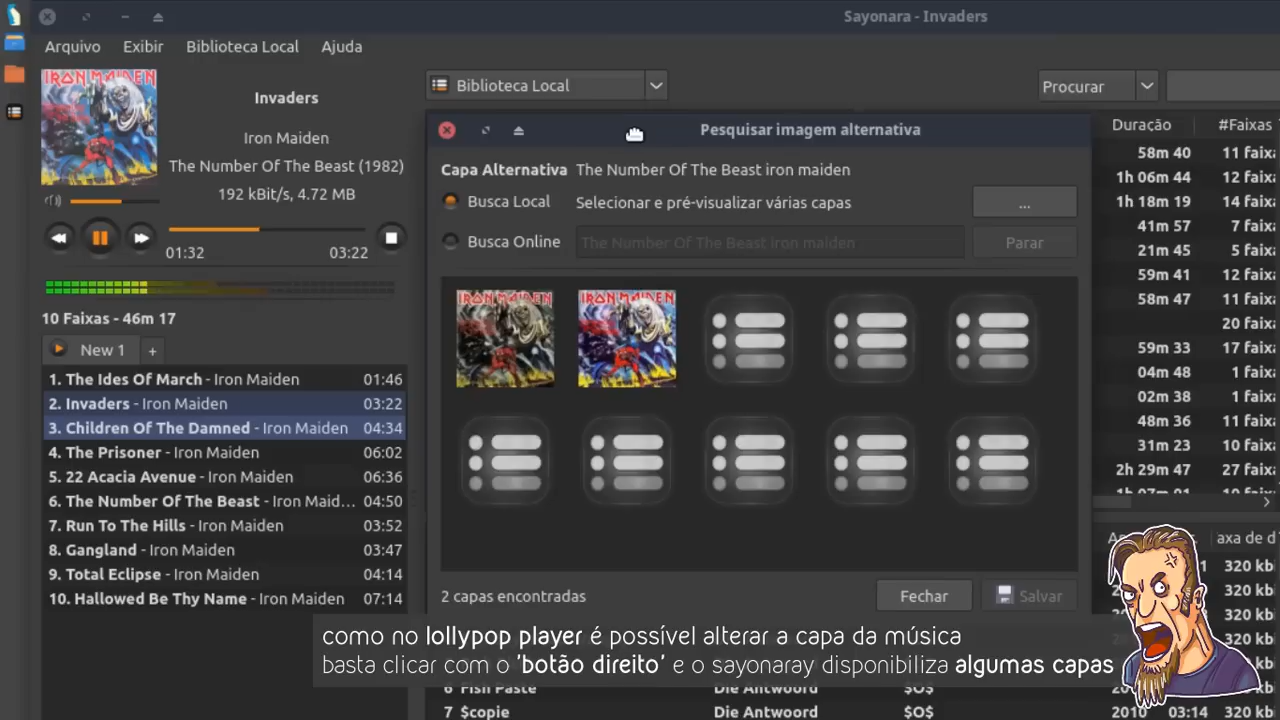 Sayonara - Invaders
Arquivo Exibir Biblioteca Local Ajuda
IRON MAIDEN
Invaders
Iron Maiden
The Number Of The Beast (1982)
192 kBit/s, 4.72 MB
01:32 03:22
10 Faixas - 46m 17
New 1 +
1. The Ides Of March - Iron Maiden 01:46
2. Invaders - Iron Maiden 03:22
3. Children Of The Damned - Iron Maiden 04:34
4. The Prisoner - Iron Maiden 06:02
5. 22 Acacia Avenue - Iron Maiden 06:36
6. The Number Of The Beast - Iron Maid... 04:50
7. Run To The Hills - Iron Maiden 03:52
8. Gangland - Iron Maiden 03:47
9. Total Eclipse - Iron Maiden 04:14
10. Hallowed Be Thy Name - Iron Maiden 07:14
Biblioteca Local
Procurar
Pesquisar imagem alternativa
Capa Alternativa The Number Of The Beast iron maiden
Busca Local Selecionar e pré-visualizar várias capas ...
Busca Online The Number Of The Beast iron maiden Parar
IRON MAIDEN IRON MAIDEN
2 capas encontradas Fechar Salvar
Duração #Faixas
58m 40 11 faixa
1h 06m 44 12 faixa
1h 18m 19 14 faixa
41m 57 7 faixa
21m 45 5 faixa
59m 41 12 faixa
58m 47 11 faixa
20 faixa
59m 33 17 faixa
04m 48 1 faixa
02m 38 1 faixa
48m 36 11 faixa
31m 23 10 faixa
2h 29m 47 27 faixa
axa de d
320 kb
320 kb
320 kb
320 kb
320 kb
como no lollypop player é possível alterar a capa da música
basta clicar com o 'botão direito' e o sayonaray disponibiliza algumas capas
6 Fish Paste Die Antwoord $O$
7 $copie Die Antwoord $O$ 2010 03:14 320 kb